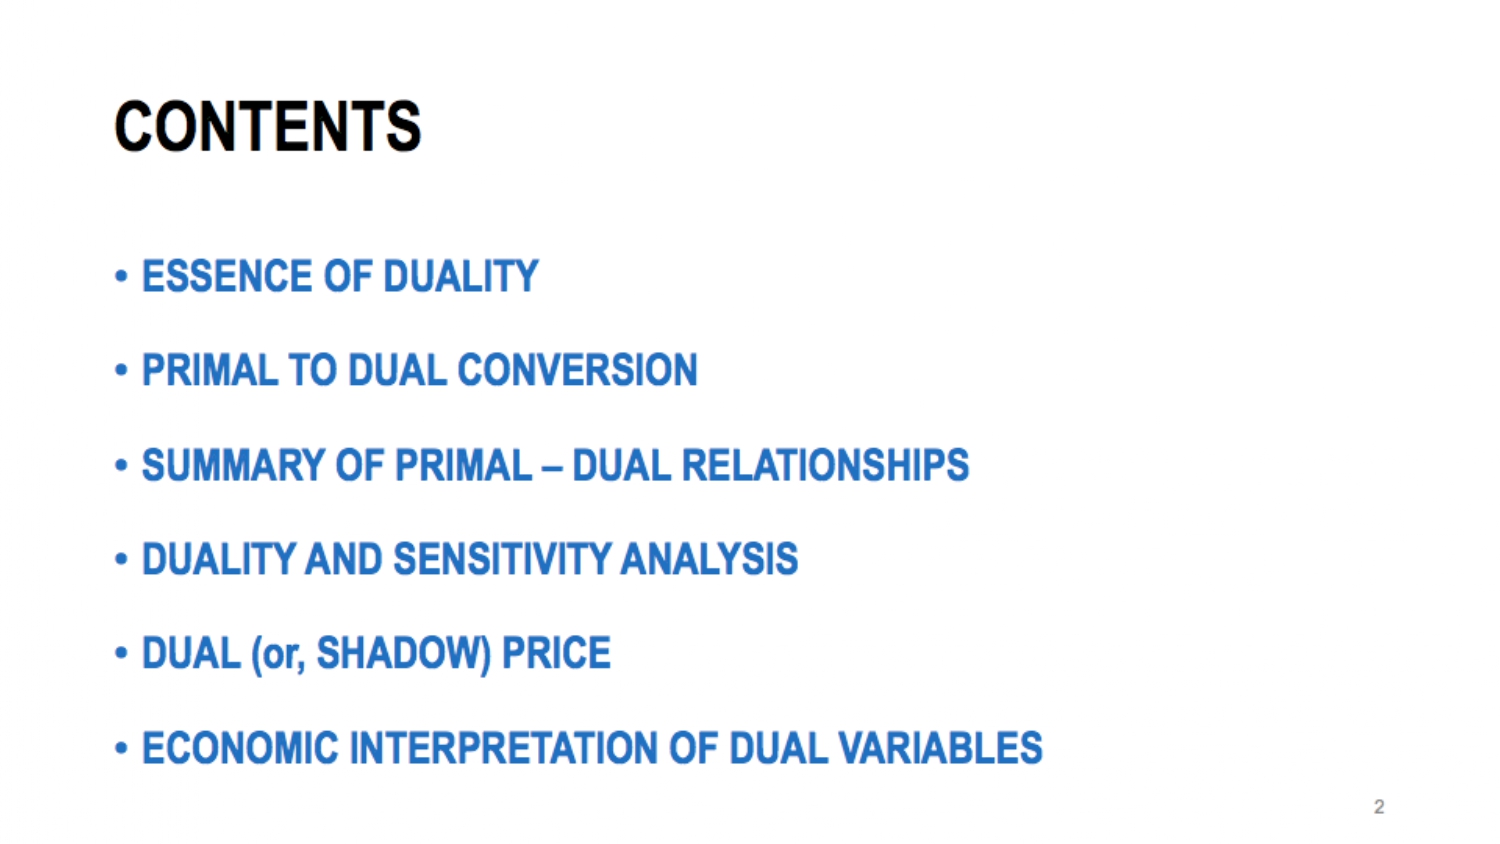 CONTENTS
• ESSENCE OF DUALITY
• PRIMAL TO DUAL CONVERSION
• SUMMARY OF PRIMAL – DUAL RELATIONSHIPS
• DUALITY AND SENSITIVITY ANALYSIS
• DUAL (or, SHADOW) PRICE
• ECONOMIC INTERPRETATION OF DUAL VARIABLES
2